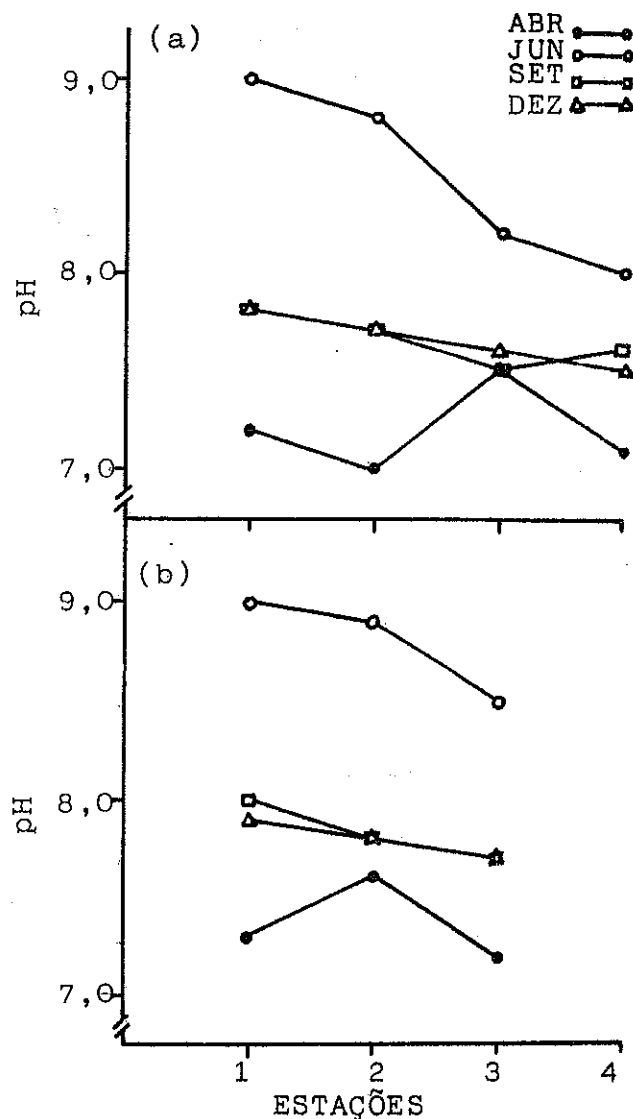 (a)
ABR
JUN
SET
DEZ
9,0
8,0
7,0
pH
(b)
9,0
8,0
7,0
pH
1 2 3 4
ESTAÇÕES